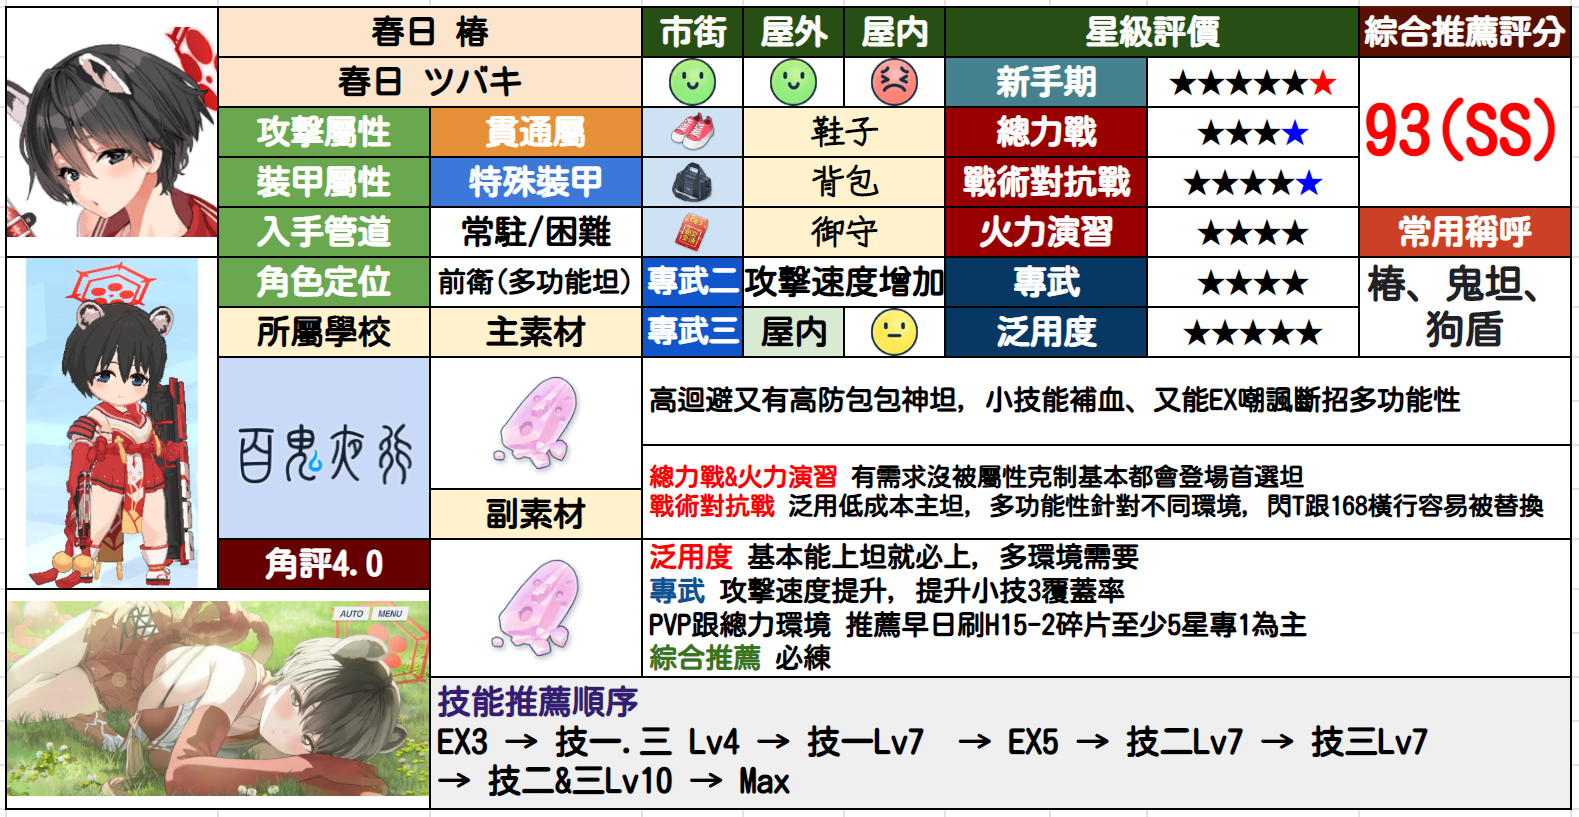 春日 椿
市街
屋外
屋内
星級評價
綜合推薦評分
春日 ツバキ
新手期
★★★★★★
93(SS)
攻擊屬性
貫通屬
鞋子
總力戰
★★★★
裝甲屬性
特殊裝甲
背包
戰術對抗戰
★★★★★
入手管道
常駐/困難
御守
火力演習
★★★★
常用稱呼
角色定位
前衛(多功能坦)
專武二
攻擊速度增加
專武
★★★★
椿、鬼坦、
狗盾
所屬學校
主素材
專武三
屋内
泛用度
★★★★★
百鬼夜行
高迴避又有高防包包神坦, 小技能補血、又能EX嘲諷斷招多功能性
總力戰&火力演習 有需求沒被屬性克制基本都會登場首選坦
戰術對抗戰 泛用低成本主坦, 多功能性針對不同環境, 閃T跟168橫行容易被替換
副素材
角評4.0
泛用度 基本能上坦就必上, 多環境需要
專武 攻擊速度提升, 提升小技3覆蓋率
PVP跟總力環境 推薦早日刷H15-2碎片至少5星專1為主
綜合推薦 必練
AUTO
MENU
技能推薦順序
EX3 → 技一.三 Lv4 → 技一Lv7 → EX5 → 技二Lv7 → 技三Lv7
→ 技二&三Lv10 → Max